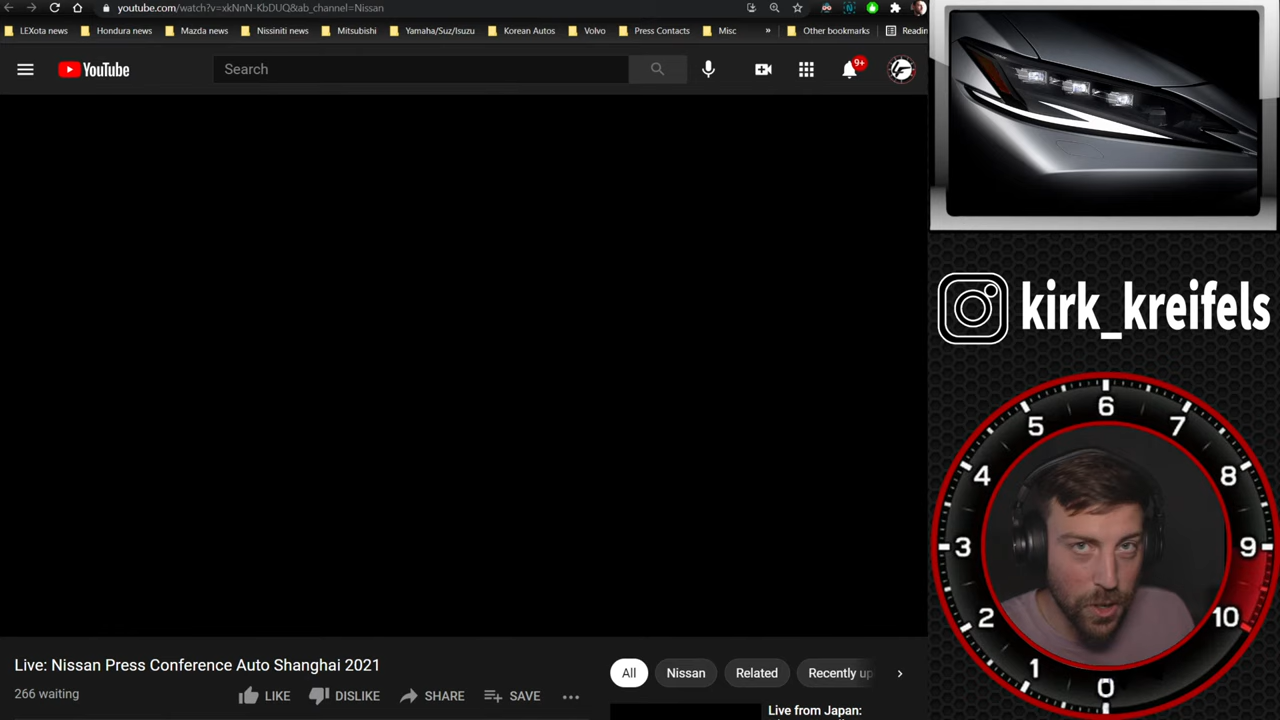 youtube.com/watch?v=xkNnN-KbDUQ&ab_channel=Nissan
LEXota news Hondura news Mazda news Nissiniti news Mitsubishi Yamaha/Suz/Isuzu Korean Autos Volvo Press Contacts Misc » Other bookmarks Readin
YouTube Search 9+
kirk_kreifels
6
5 7
4 8
3 9
2 10
1
0
Live: Nissan Press Conference Auto Shanghai 2021
266 waiting LIKE DISLIKE SHARE SAVE
All Nissan Related Recently up
Live from Japan: